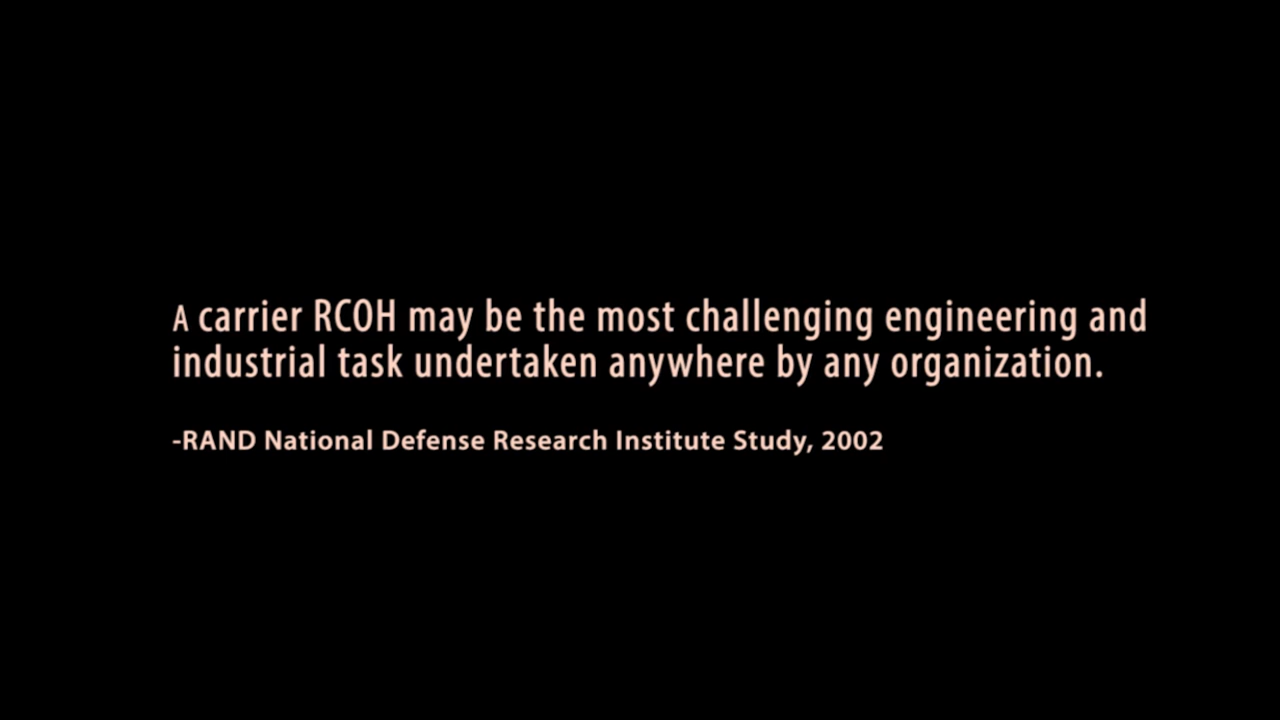 A carrier RCOH may be the most challenging engineering and
industrial task undertaken anywhere by any organization.
-RAND National Defense Research Institute Study, 2002